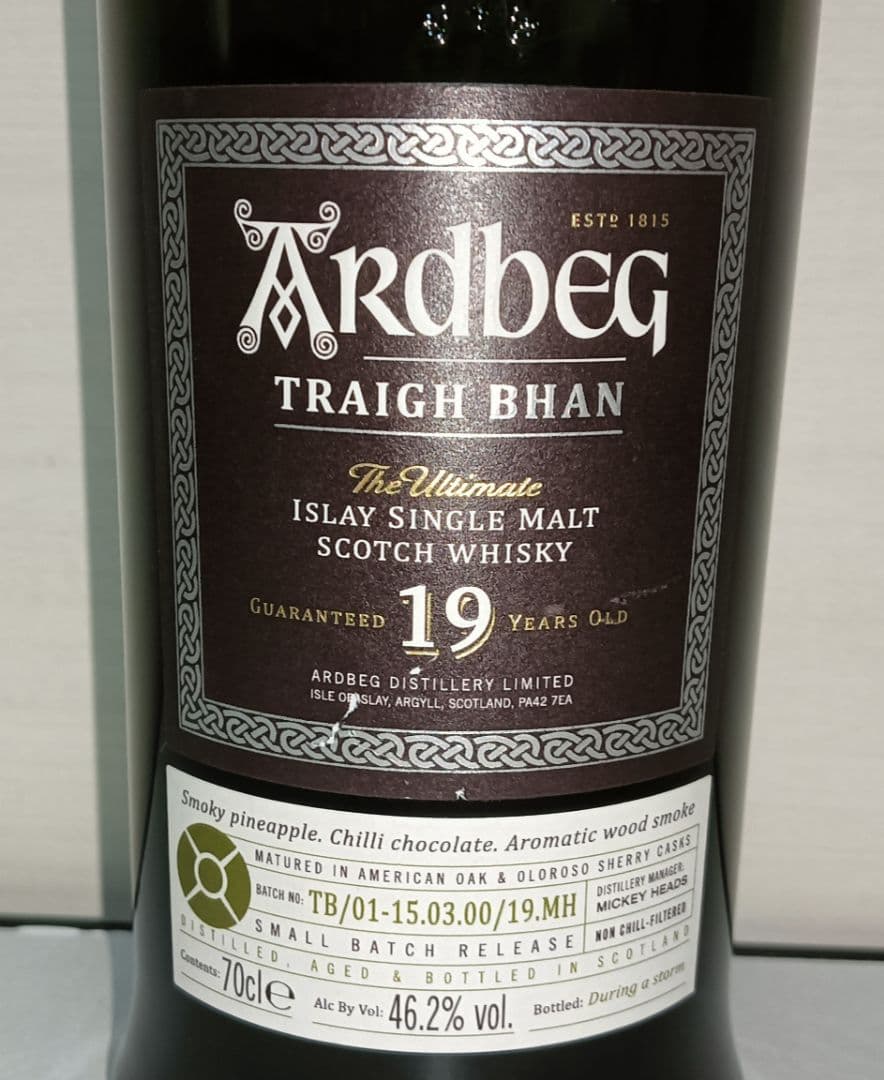 ESTD 1815
ARDBEG
TRAIGH BHAN
The Ultimate
ISLAY SINGLE MALT
SCOTCH WHISKY
GUARANTEED 19 YEARS OLD
ARDBEG DISTILLERY LIMITED
ISLE OF ISLAY, ARGYLL, SCOTLAND, PA42 7EA
Smoky pineapple. Chilli chocolate. Aromatic wood smoke
MATURED IN AMERICAN OAK & OLOROSO SHERRY CASKS
BATCH NO: TB/01-15.03.00/19.MH
DISTILLERY MANAGER:
MICKEY HEADS
SMALL BATCH RELEASE
NON CHILL-FILTERED
DISTILLED, AGED & BOTTLED IN SCOTLAND
Contents: 70cl ℮ Alc By Vol: 46.2% vol. Bottled: During a storm